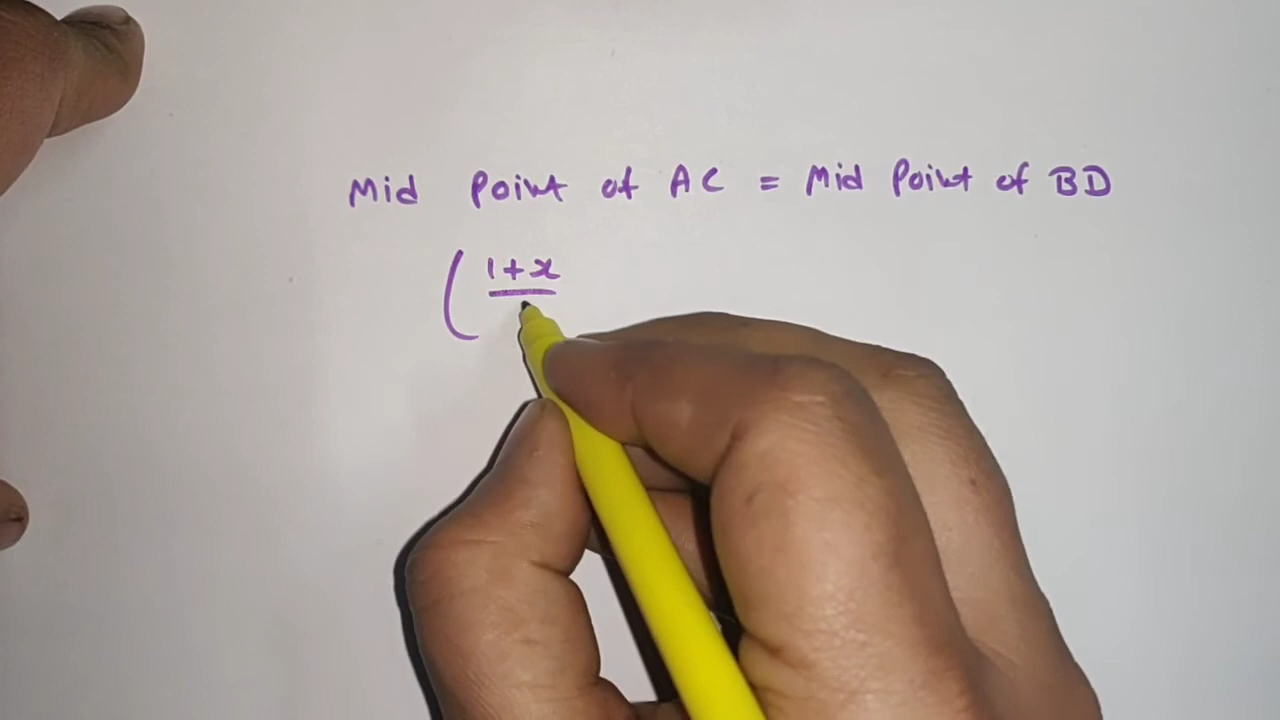 Mid Point of AC = Mid Point of BD
( 1+x